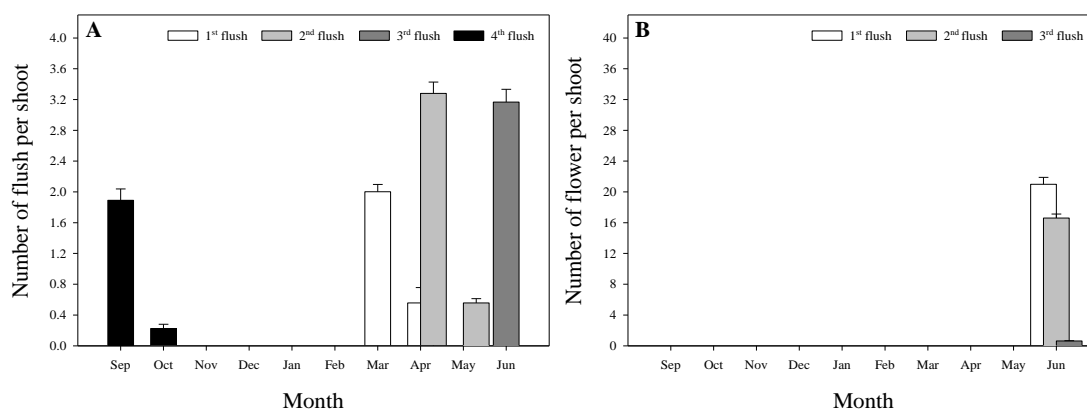 A
1st flush 2nd flush 3rd flush 4th flush
Number of flush per shoot
4.0
3.6
3.2
2.8
2.4
2.0
1.6
1.2
0.8
0.4
0.0
Sep Oct Nov Dec Jan Feb Mar Apr May Jun
Month
B
1st flush 2nd flush 3rd flush
Number of flower per shoot
40
36
32
28
24
20
16
12
8
4
0
Sep Oct Nov Dec Jan Feb Mar Apr May Jun
Month